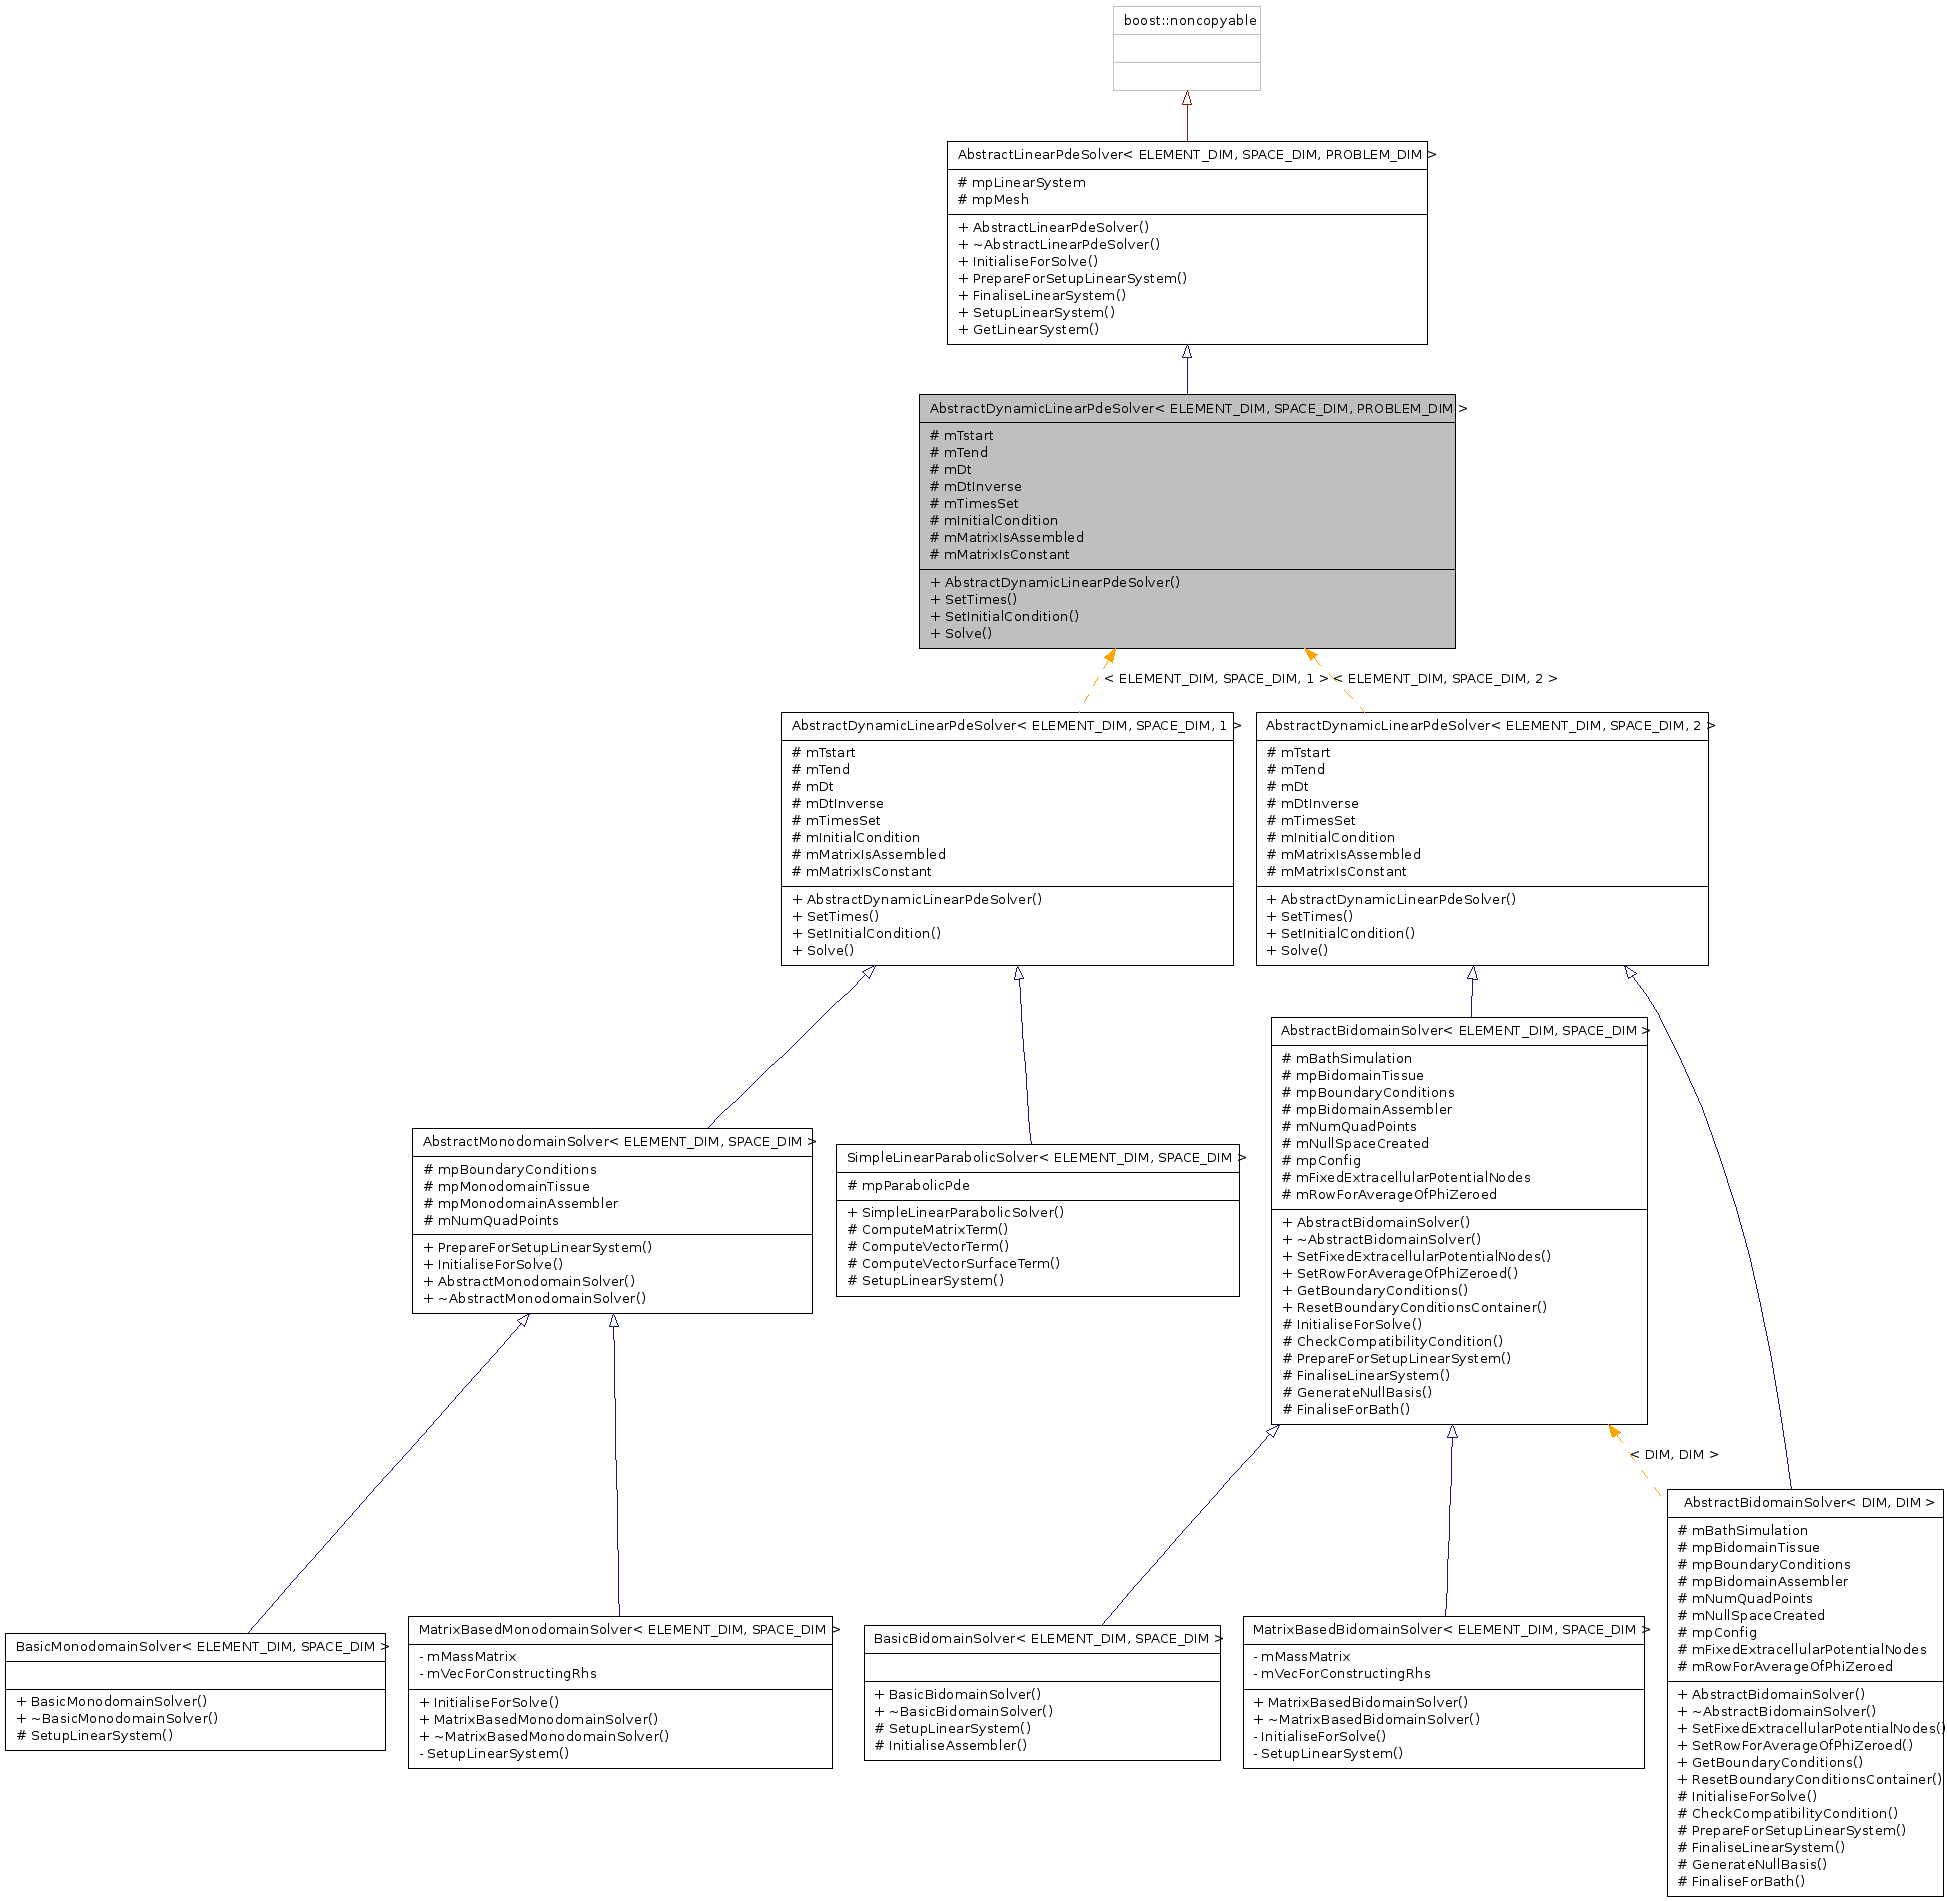 boost::noncopyable
AbstractLinearPdeSolver< ELEMENT_DIM, SPACE_DIM, PROBLEM_DIM >
# mpLinearSystem
# mpMesh
+ AbstractLinearPdeSolver()
+ ~AbstractLinearPdeSolver()
+ InitialiseForSolve()
+ PrepareForSetupLinearSystem()
+ FinaliseLinearSystem()
+ SetupLinearSystem()
+ GetLinearSystem()
AbstractDynamicLinearPdeSolver< ELEMENT_DIM, SPACE_DIM, PROBLEM_DIM >
# mTstart
# mTend
# mDt
# mDtInverse
# mTimesSet
# mInitialCondition
# mMatrixIsAssembled
# mMatrixIsConstant
+ AbstractDynamicLinearPdeSolver()
+ SetTimes()
+ SetInitialCondition()
+ Solve()
< ELEMENT_DIM, SPACE_DIM, 1 >
< ELEMENT_DIM, SPACE_DIM, 2 >
AbstractDynamicLinearPdeSolver< ELEMENT_DIM, SPACE_DIM, 1 >
# mTstart
# mTend
# mDt
# mDtInverse
# mTimesSet
# mInitialCondition
# mMatrixIsAssembled
# mMatrixIsConstant
+ AbstractDynamicLinearPdeSolver()
+ SetTimes()
+ SetInitialCondition()
+ Solve()
AbstractDynamicLinearPdeSolver< ELEMENT_DIM, SPACE_DIM, 2 >
# mTstart
# mTend
# mDt
# mDtInverse
# mTimesSet
# mInitialCondition
# mMatrixIsAssembled
# mMatrixIsConstant
+ AbstractDynamicLinearPdeSolver()
+ SetTimes()
+ SetInitialCondition()
+ Solve()
AbstractMonodomainSolver< ELEMENT_DIM, SPACE_DIM >
# mpBoundaryConditions
# mpMonodomainTissue
# mpMonodomainAssembler
# mNumQuadPoints
+ PrepareForSetupLinearSystem()
+ InitialiseForSolve()
+ AbstractMonodomainSolver()
+ ~AbstractMonodomainSolver()
SimpleLinearParabolicSolver< ELEMENT_DIM, SPACE_DIM >
# mpParabolicPde
+ SimpleLinearParabolicSolver()
# ComputeMatrixTerm()
# ComputeVectorTerm()
# ComputeVectorSurfaceTerm()
# SetupLinearSystem()
AbstractBidomainSolver< ELEMENT_DIM, SPACE_DIM >
# mBathSimulation
# mpBidomainTissue
# mpBoundaryConditions
# mpBidomainAssembler
# mNumQuadPoints
# mNullSpaceCreated
# mpConfig
# mFixedExtracellularPotentialNodes
# mRowForAverageOfPhiZeroed
+ AbstractBidomainSolver()
+ ~AbstractBidomainSolver()
+ SetFixedExtracellularPotentialNodes()
+ SetRowForAverageOfPhiZeroed()
+ GetBoundaryConditions()
+ ResetBoundaryConditionsContainer()
# InitialiseForSolve()
# CheckCompatibilityCondition()
# PrepareForSetupLinearSystem()
# FinaliseLinearSystem()
# GenerateNullBasis()
# FinaliseForBath()
< DIM, DIM >
BasicMonodomainSolver< ELEMENT_DIM, SPACE_DIM >
+ BasicMonodomainSolver()
+ ~BasicMonodomainSolver()
# SetupLinearSystem()
MatrixBasedMonodomainSolver< ELEMENT_DIM, SPACE_DIM >
- mMassMatrix
- mVecForConstructingRhs
+ InitialiseForSolve()
+ MatrixBasedMonodomainSolver()
+ ~MatrixBasedMonodomainSolver()
- SetupLinearSystem()
BasicBidomainSolver< ELEMENT_DIM, SPACE_DIM >
+ BasicBidomainSolver()
+ ~BasicBidomainSolver()
# SetupLinearSystem()
# InitialiseAssembler()
MatrixBasedBidomainSolver< ELEMENT_DIM, SPACE_DIM >
- mMassMatrix
- mVecForConstructingRhs
+ MatrixBasedBidomainSolver()
+ ~MatrixBasedBidomainSolver()
- InitialiseForSolve()
- SetupLinearSystem()
AbstractBidomainSolver< DIM, DIM >
# mBathSimulation
# mpBidomainTissue
# mpBoundaryConditions
# mpBidomainAssembler
# mNumQuadPoints
# mNullSpaceCreated
# mpConfig
# mFixedExtracellularPotentialNodes
# mRowForAverageOfPhiZeroed
+ AbstractBidomainSolver()
+ ~AbstractBidomainSolver()
+ SetFixedExtracellularPotentialNodes()
+ SetRowForAverageOfPhiZeroed()
+ GetBoundaryConditions()
+ ResetBoundaryConditionsContainer()
# InitialiseForSolve()
# CheckCompatibilityCondition()
# PrepareForSetupLinearSystem()
# FinaliseLinearSystem()
# GenerateNullBasis()
# FinaliseForBath()